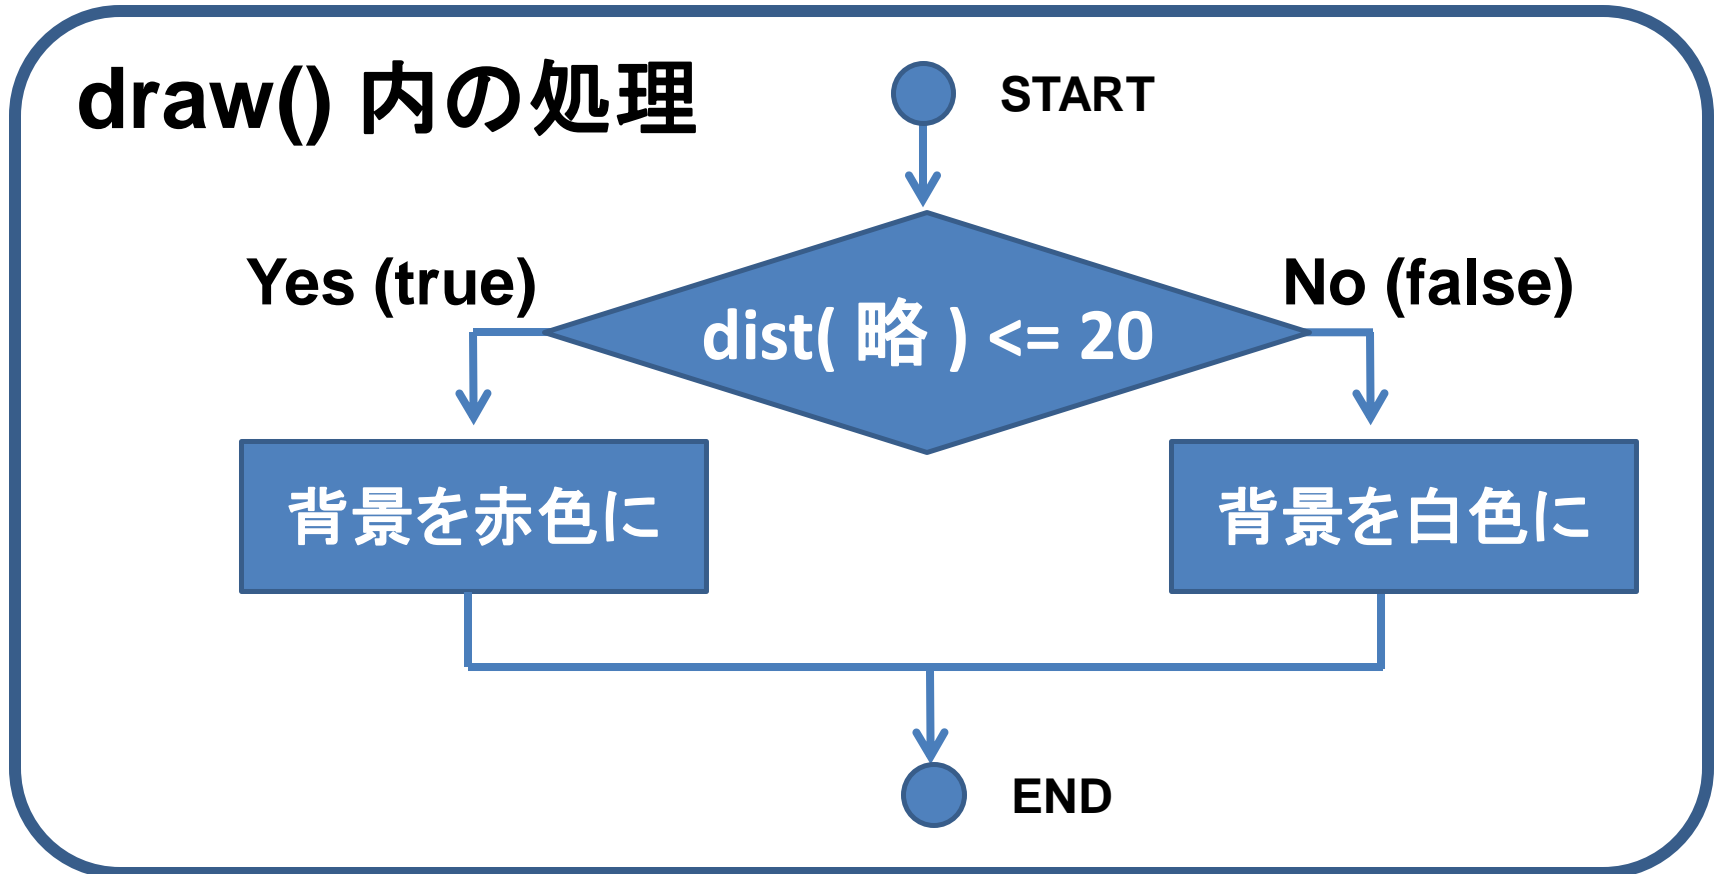 draw() 内の処理
START
Yes (true)
No (false)
dist( 略 ) <= 20
背景を赤色に
背景を白色に
END